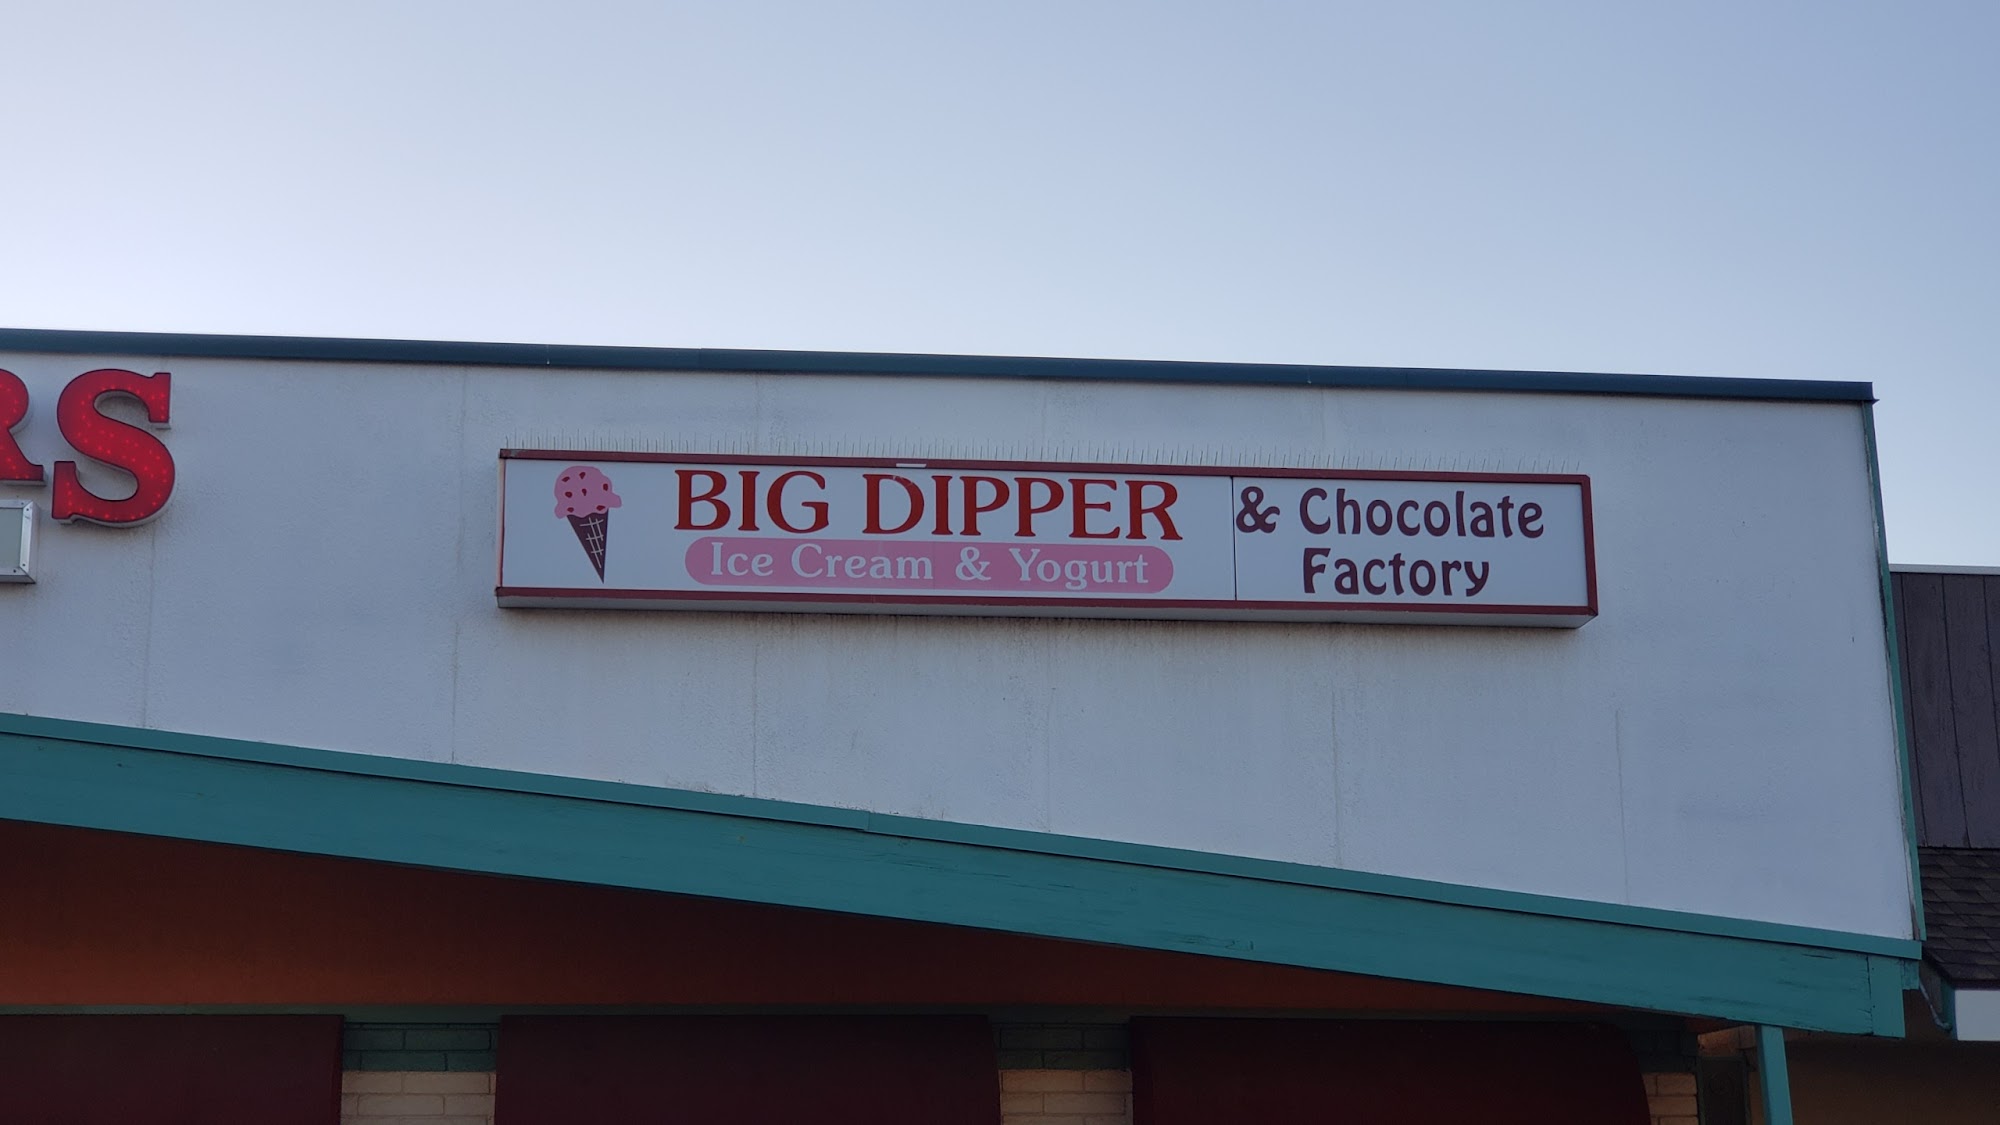 RS
BIG DIPPER
Ice Cream & Yogurt
& Chocolate
Factory